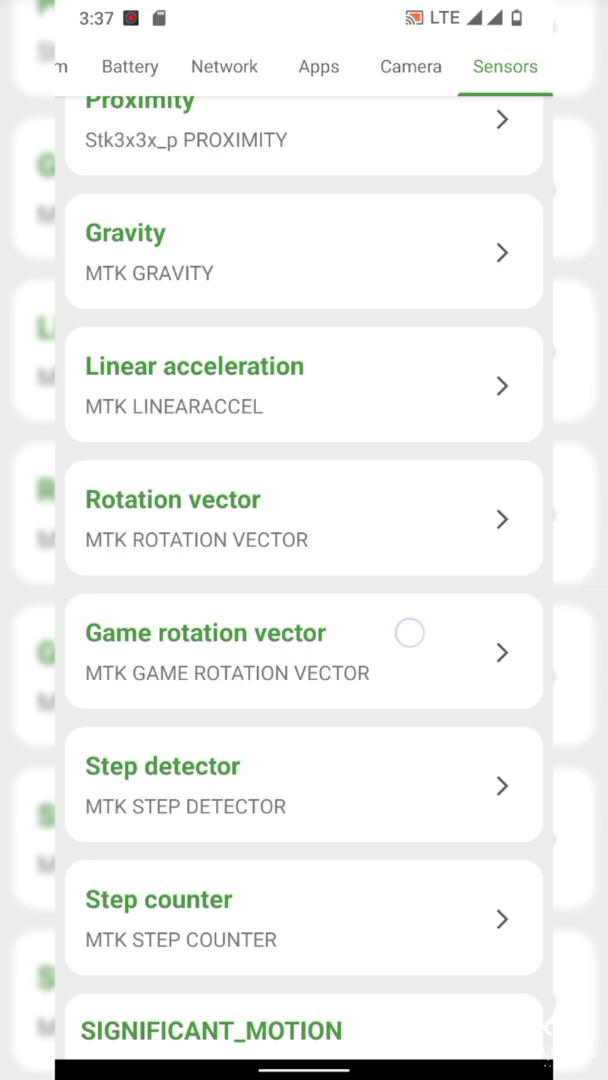 3:37 LTE
m Battery Network Apps Camera Sensors
Proximity
Stk3x3x_p PROXIMITY
Gravity
MTK GRAVITY
Linear acceleration
MTK LINEARACCEL
Rotation vector
MTK ROTATION VECTOR
Game rotation vector
MTK GAME ROTATION VECTOR
Step detector
MTK STEP DETECTOR
Step counter
MTK STEP COUNTER
SIGNIFICANT_MOTION